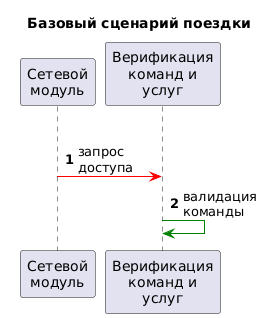 Базовый сценарий поездки
Сетевой
модуль
Верификация
команд и
услуг
1 запрос
доступа
2 валидация
команды
Сетевой
модуль
Верификация
команд и
услуг